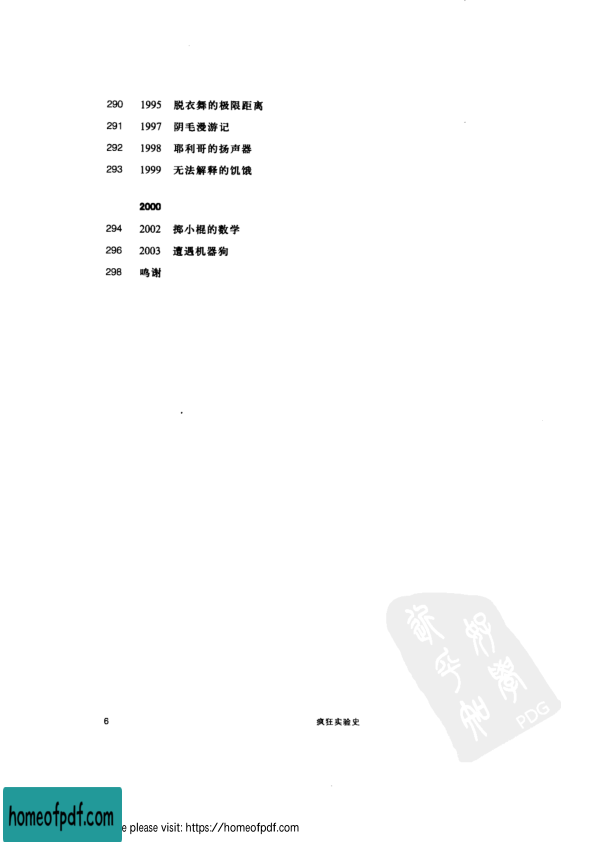 290 1995 脱衣舞的极限距离
291 1997 阴毛漫游记
292 1998 耶利哥的扬声器
293 1999 无法解释的饥饿
2000
294 2002 掷小棍的数学
296 2003 遭遇机器狗
298 鸣谢
好学
PDG
6 疯狂实验史
homeofpdf.com
e please visit: https://homeofpdf.com